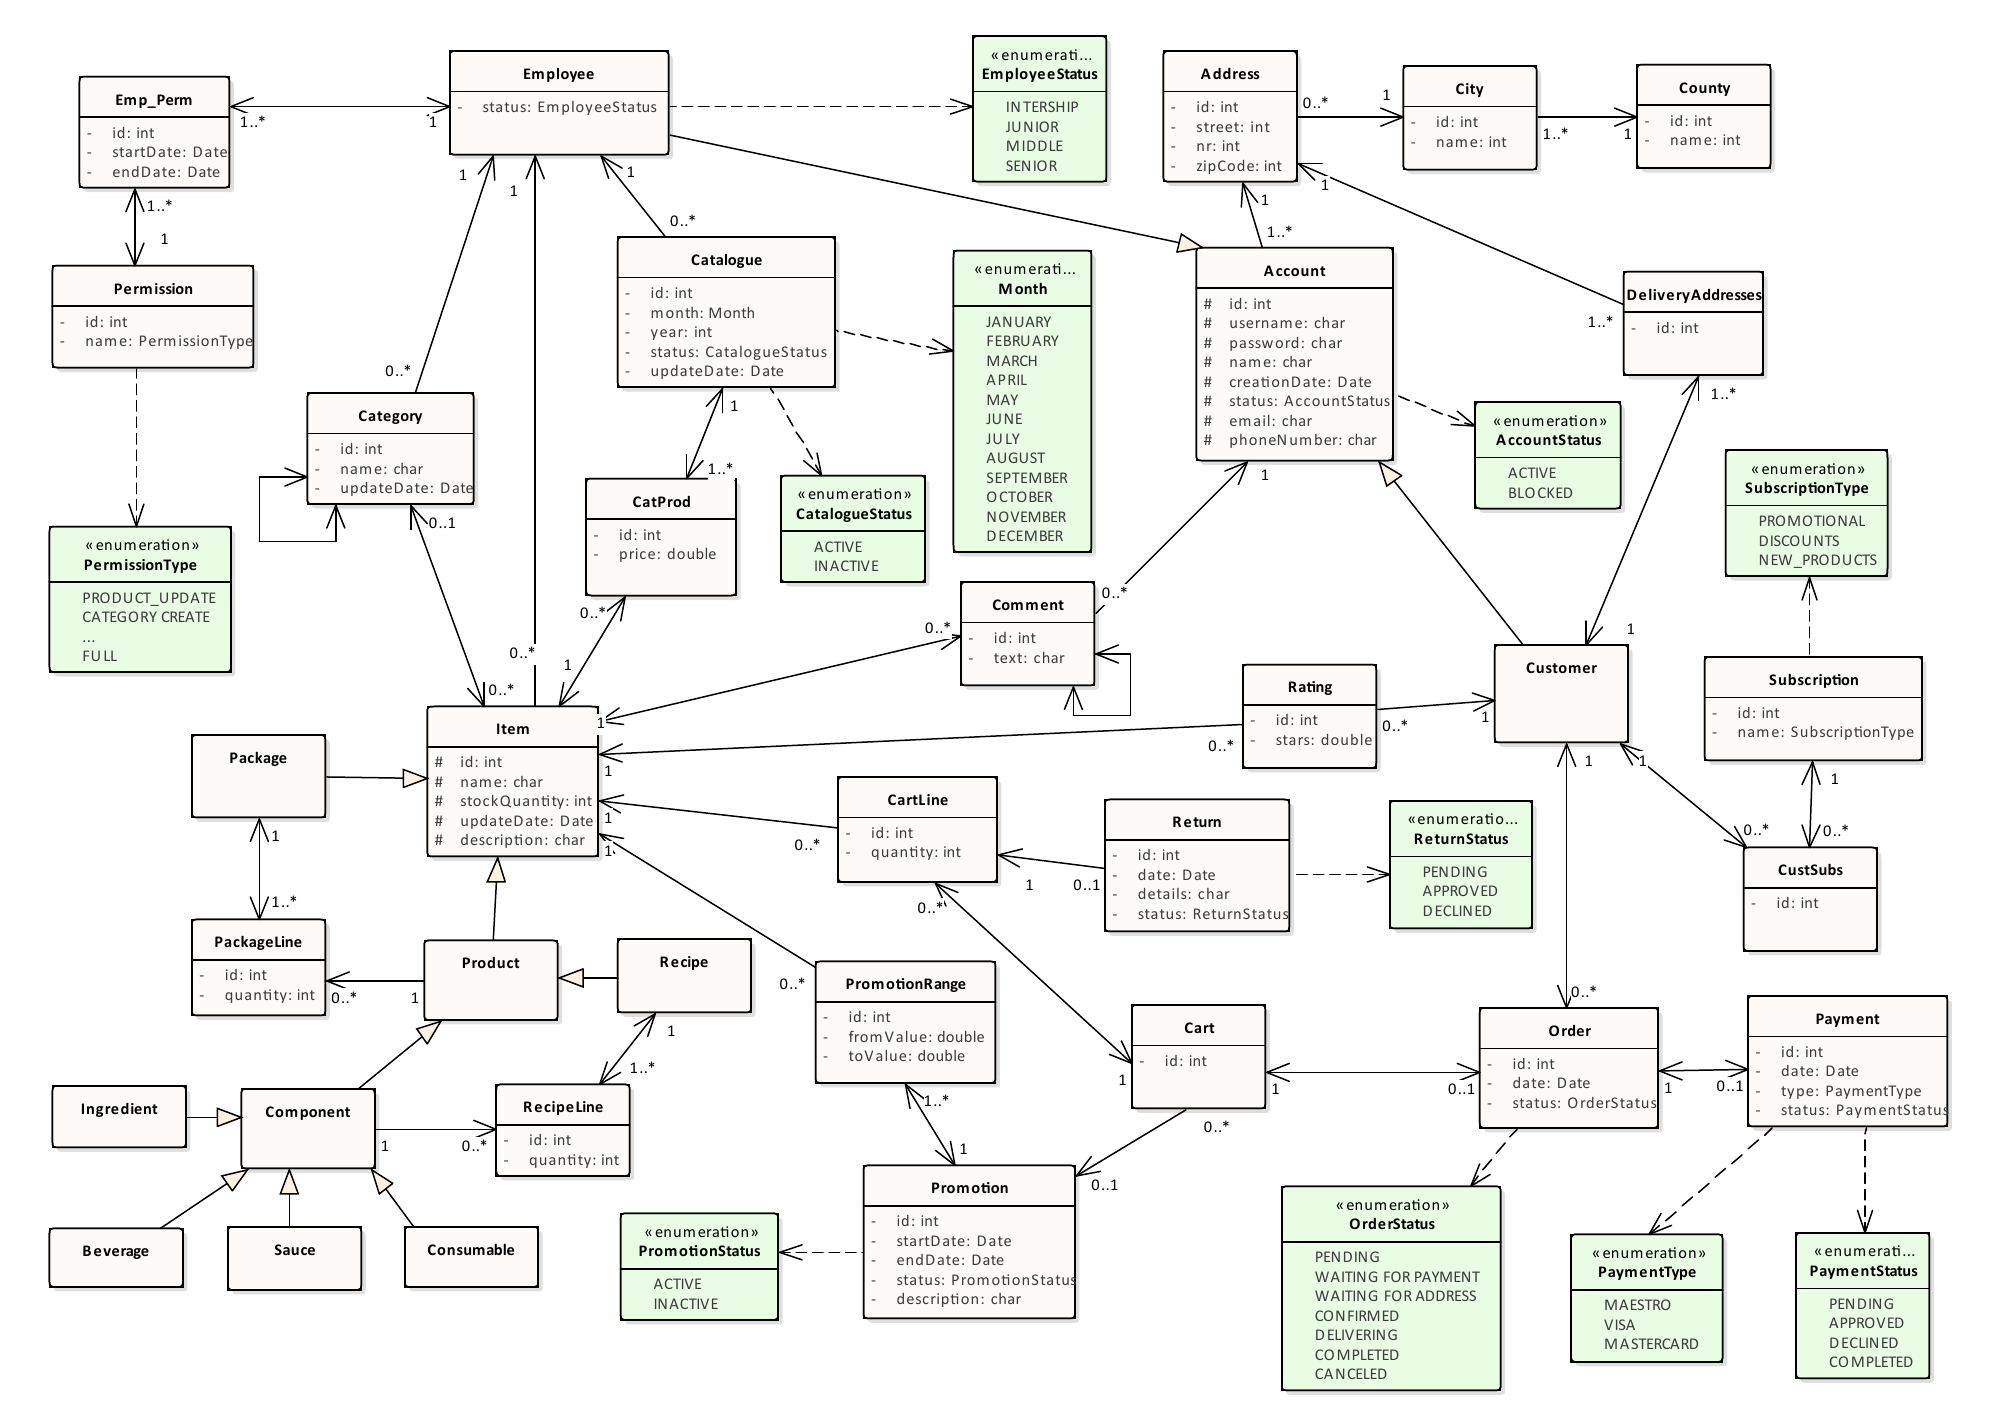 Emp_Perm
- id: int
- startDate: Date
- endDate: Date
1..*
1
Employee
- status: EmployeeStatus
«enumerati...
EmployeeStatus
INTERSHIP
JUNIOR
MIDDLE
SENIOR
Address
- id: int
- street: int
- nr: int
- zipCode: int
0..*
1
City
- id: int
- name: int
1..*
1
County
- id: int
- name: int
1..*
1
1
1
1
0..*
1
1..*
1
Permission
- id: int
- name: PermissionType
Catalogue
- id: int
- month: Month
- year: int
- status: CatalogueStatus
- updateDate: Date
«enumerati...
Month
JANUARY
FEBRUARY
MARCH
APRIL
MAY
JUNE
JULY
AUGUST
SEPTEMBER
OCTOBER
NOVEMBER
DECEMBER
Account
# id: int
# username: char
# password: char
# name: char
# creationDate: Date
# status: AccountStatus
# email: char
# phoneNumber: char
DeliveryAddresses
- id: int
1..*
1..*
0..*
Category
- id: int
- name: char
- updateDate: Date
0..1
1
1..*
CatProd
- id: int
- price: double
«enumeration»
CatalogueStatus
ACTIVE
INACTIVE
«enumeration»
AccountStatus
ACTIVE
BLOCKED
«enumeration»
SubscriptionType
PROMOTIONAL
DISCOUNTS
NEW_PRODUCTS
«enumeration»
PermissionType
PRODUCT_UPDATE
CATEGORY CREATE
...
FULL
1
0..*
Comment
- id: int
- text: char
0..*
0..*
1
0..*
0..*
1
Customer
Rating
- id: int
- stars: double
0..*
1
0..*
Subscription
- id: int
- name: SubscriptionType
1
Item
# id: int
# name: char
# stockQuantity: int
# updateDate: Date
# description: char
1
1
1
1
Package
1
1..*
CartLine
- id: int
- quantity: int
0..*
0..*
Return
- id: int
- date: Date
- details: char
- status: ReturnStatus
1
0..1
«enumeratio...
ReturnStatus
PENDING
APPROVED
DECLINED
1
1
0..*
0..*
CustSubs
- id: int
PackageLine
- id: int
- quantity: int
0..*
1
Product
Recipe
1
1..*
PromotionRange
- id: int
- fromValue: double
- toValue: double
0..*
1..*
1
Cart
- id: int
1
1
0..1
0..*
0..1
0..*
Order
- id: int
- date: Date
- status: OrderStatus
1
0..1
Payment
- id: int
- date: Date
- type: PaymentType
- status: PaymentStatus
Ingredient
Component
1
0..*
RecipeLine
- id: int
- quantity: int
Beverage
Sauce
Consumable
«enumeration»
PromotionStatus
ACTIVE
INACTIVE
Promotion
- id: int
- startDate: Date
- endDate: Date
- status: PromotionStatus
- description: char
«enumeration»
OrderStatus
PENDING
WAITING FOR PAYMENT
WAITING FOR ADDRESS
CONFIRMED
DELIVERING
COMPLETED
CANCELED
«enumeration»
PaymentType
MAESTRO
VISA
MASTERCARD
«enumerati...
PaymentStatus
PENDING
APPROVED
DECLINED
COMPLETED